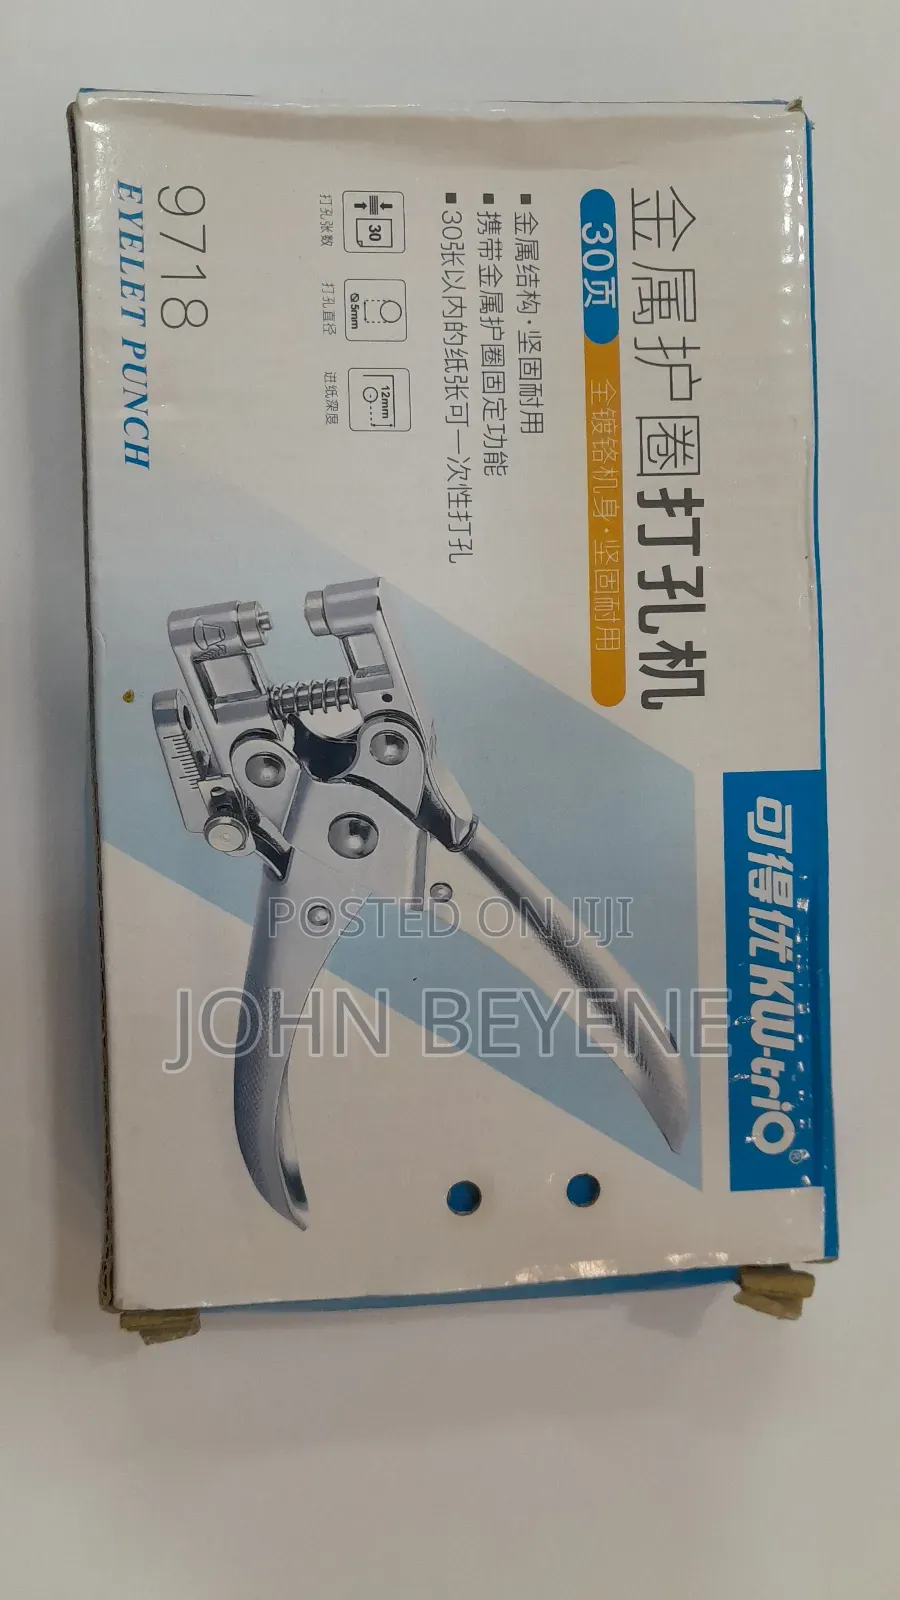 金属护圈打孔机
30页 全镀铬机身·坚固耐用
■ 金属结构·坚固耐用
■ 携带金属护圈固定功能
■ 30张以内的纸张可一次性打孔
30
Ø5mm
12mm
打孔张数
打孔直径
进纸深度
9718
EYELET PUNCH
可得优KW-triO®
POSTED ON JIJI
JOHN BEYENE